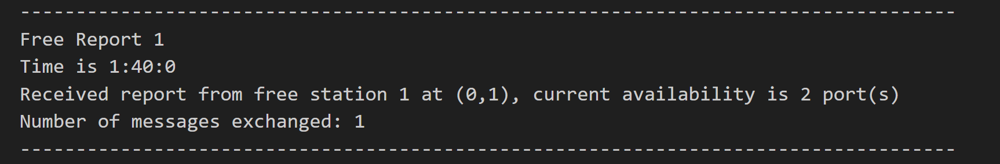 ------------------------------------------------------------------------------------
Free Report 1
Time is 1:40:0
Received report from free station 1 at (0,1), current availability is 2 port(s)
Number of messages exchanged: 1
------------------------------------------------------------------------------------